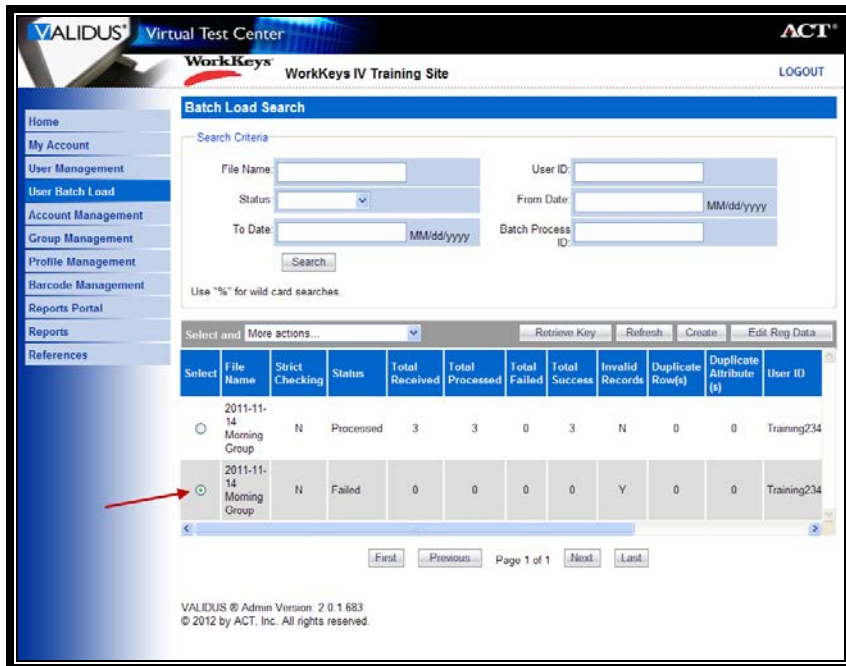 VALIDUS® Virtual Test Center ACT®
WorkKeys® WorkKeys IV Training Site LOGOUT
Batch Load Search
Home
My Account
User Management
User Batch Load
Account Management
Group Management
Profile Management
Barcode Management
Reports Portal
Reports
References
Search Criteria
File Name: User ID:
Status: From Date: MM/dd/yyyy
To Date: MM/dd/yyyy Batch Process ID:
Search
Use "%" for wild card searches.
Select and More actions... Retrieve Key Refresh Create Edit Reg Data
Select File Name Strict Checking Status Total Received Total Processed Total Failed Total Success Invalid Records Duplicate Row(s) Duplicate Attribute (s) User ID
2011-11-14 Morning Group N Processed 3 3 0 3 N 0 0 Training234
2011-11-14 Morning Group N Failed 0 0 0 0 Y 0 0 Training234
First Previous Page 1 of 1 Next Last
VALIDUS ® Admin Version: 2.0.1.683
© 2012 by ACT, Inc. All rights reserved.